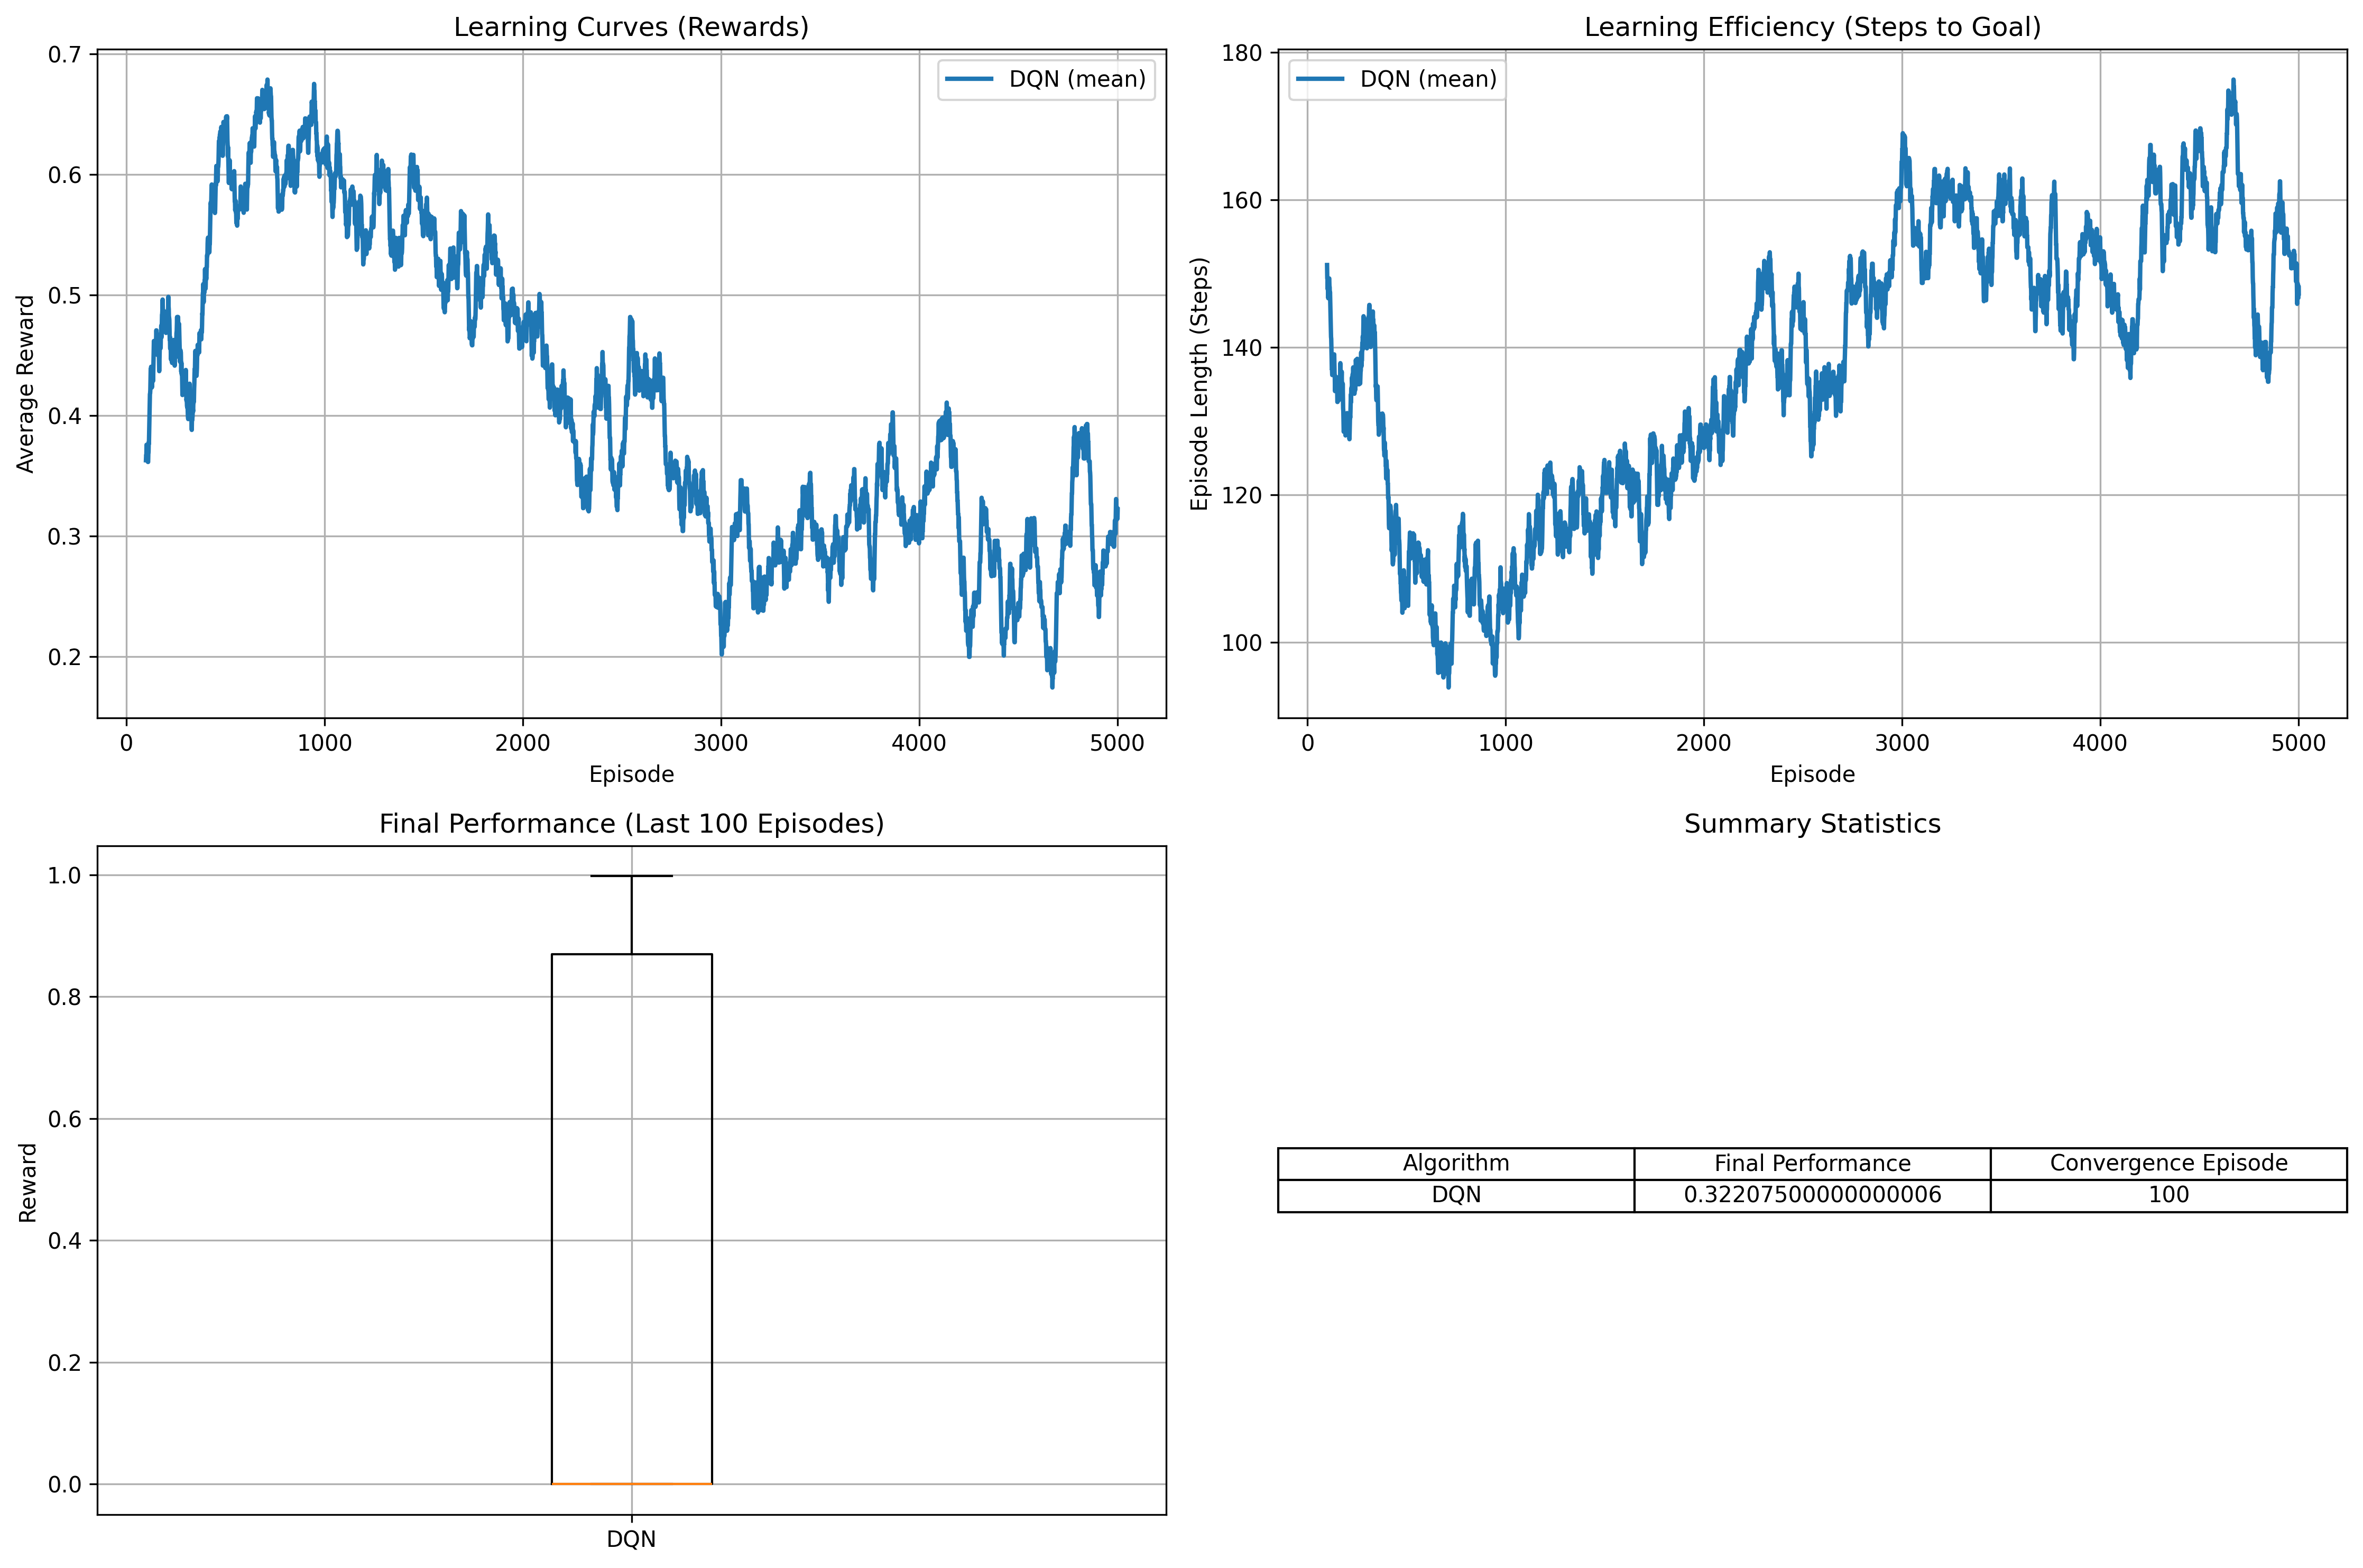 Learning Curves (Rewards)
DQN (mean)
Average Reward
0.7
0.6
0.5
0.4
0.3
0.2
0
1000
2000
3000
4000
5000
Episode
Learning Efficiency (Steps to Goal)
DQN (mean)
Episode Length (Steps)
180
160
140
120
100
0
1000
2000
3000
4000
5000
Episode
Final Performance (Last 100 Episodes)
Reward
1.0
0.8
0.6
0.4
0.2
0.0
DQN
Summary Statistics
Algorithm Final Performance Convergence Episode
DQN 0.32207500000000006 100